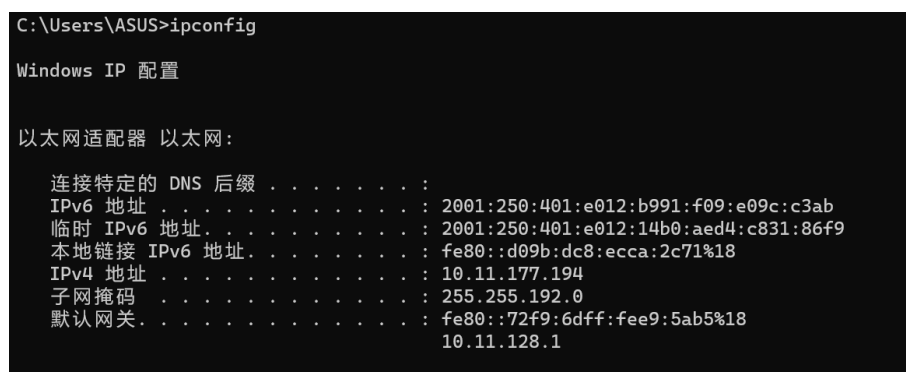 C:\Users\ASUS>ipconfig
Windows IP 配置
以太网适配器 以太网:
连接特定的 DNS 后缀 . . . . . . . :
IPv6 地址 . . . . . . . . . . . . : 2001:250:401:e012:b991:f09:e09c:c3ab
临时 IPv6 地址. . . . . . . . . . : 2001:250:401:e012:14b0:aed4:c831:86f9
本地链接 IPv6 地址. . . . . . . . : fe80::d09b:dc8:ecca:2c71%18
IPv4 地址 . . . . . . . . . . . . : 10.11.177.194
子网掩码  . . . . . . . . . . . . : 255.255.192.0
默认网关. . . . . . . . . . . . . : fe80::72f9:6dff:fee9:5ab5%18
10.11.128.1